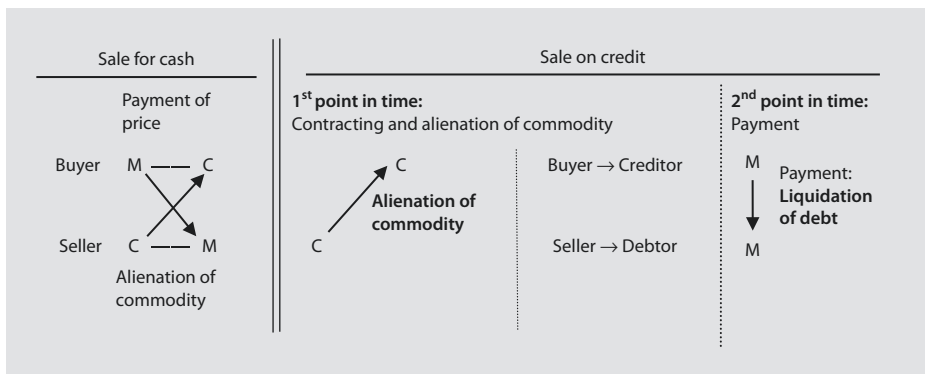 Sale for cash
Sale on credit
Payment of
price
Buyer M C
Seller C M
Alienation of
commodity
1st point in time:
Contracting and alienation of commodity
C
Alienation of
commodity
C
Buyer → Creditor
Seller → Debtor
2nd point in time:
Payment
M
Payment:
Liquidation
of debt
M